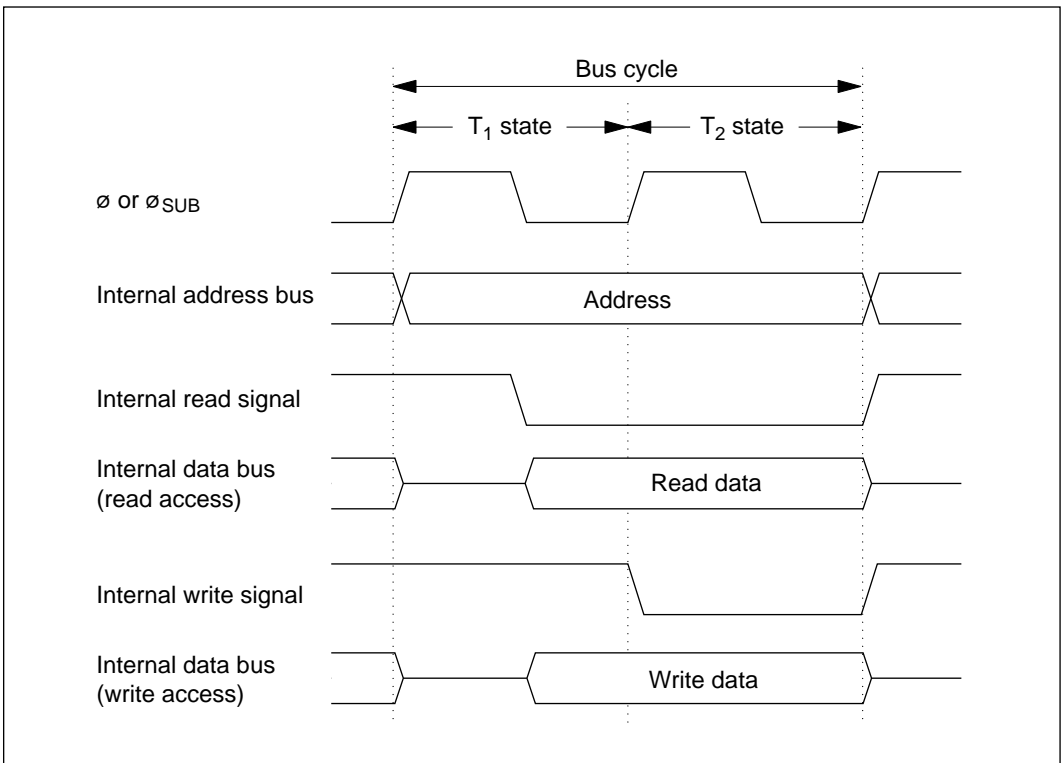 Bus cycle
T1 state
T2 state
ø or øSUB
Internal address bus
Address
Internal read signal
Internal data bus
(read access)
Read data
Internal write signal
Internal data bus
(write access)
Write data